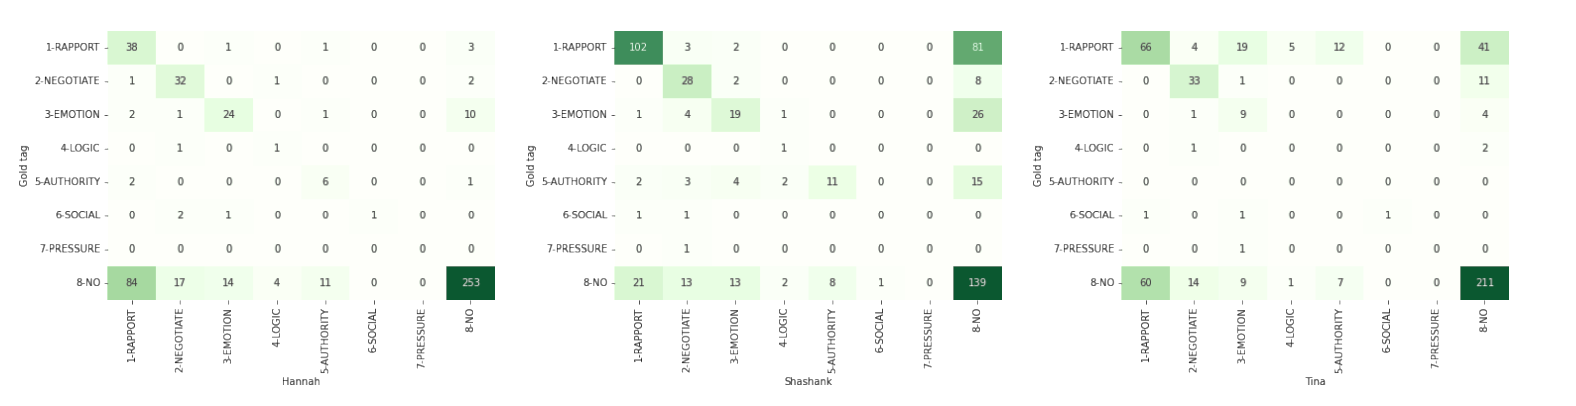 Gold tag
1-RAPPORT 38 0 1 0 1 0 0 3
2-NEGOTIATE 1 32 0 1 0 0 0 2
3-EMOTION 2 1 24 0 1 0 0 10
4-LOGIC 0 1 0 1 0 0 0 0
5-AUTHORITY 2 0 0 0 6 0 0 1
6-SOCIAL 0 2 1 0 0 1 0 0
7-PRESSURE 0 0 0 0 0 0 0 0
8-NO 84 17 14 4 11 0 0 253
1-RAPPORT 2-NEGOTIATE 3-EMOTION 4-LOGIC 5-AUTHORITY 6-SOCIAL 7-PRESSURE 8-NO
Hannah
Gold tag
1-RAPPORT 102 3 2 0 0 0 0 81
2-NEGOTIATE 0 28 2 0 0 0 0 8
3-EMOTION 1 4 19 1 0 0 0 26
4-LOGIC 0 0 0 1 0 0 0 0
5-AUTHORITY 2 3 4 2 11 0 0 15
6-SOCIAL 1 1 0 0 0 0 0 0
7-PRESSURE 0 1 0 0 0 0 0 0
8-NO 21 13 13 2 8 1 0 139
1-RAPPORT 2-NEGOTIATE 3-EMOTION 4-LOGIC 5-AUTHORITY 6-SOCIAL 7-PRESSURE 8-NO
Shashank
Gold tag
1-RAPPORT 66 4 19 5 12 0 0 41
2-NEGOTIATE 0 33 1 0 0 0 0 11
3-EMOTION 0 1 9 0 0 0 0 4
4-LOGIC 0 1 0 0 0 0 0 2
5-AUTHORITY 0 0 0 0 0 0 0 0
6-SOCIAL 1 0 1 0 0 1 0 0
7-PRESSURE 0 0 1 0 0 0 0 0
8-NO 60 14 9 1 7 0 0 211
1-RAPPORT 2-NEGOTIATE 3-EMOTION 4-LOGIC 5-AUTHORITY 6-SOCIAL 7-PRESSURE 8-NO
Tina